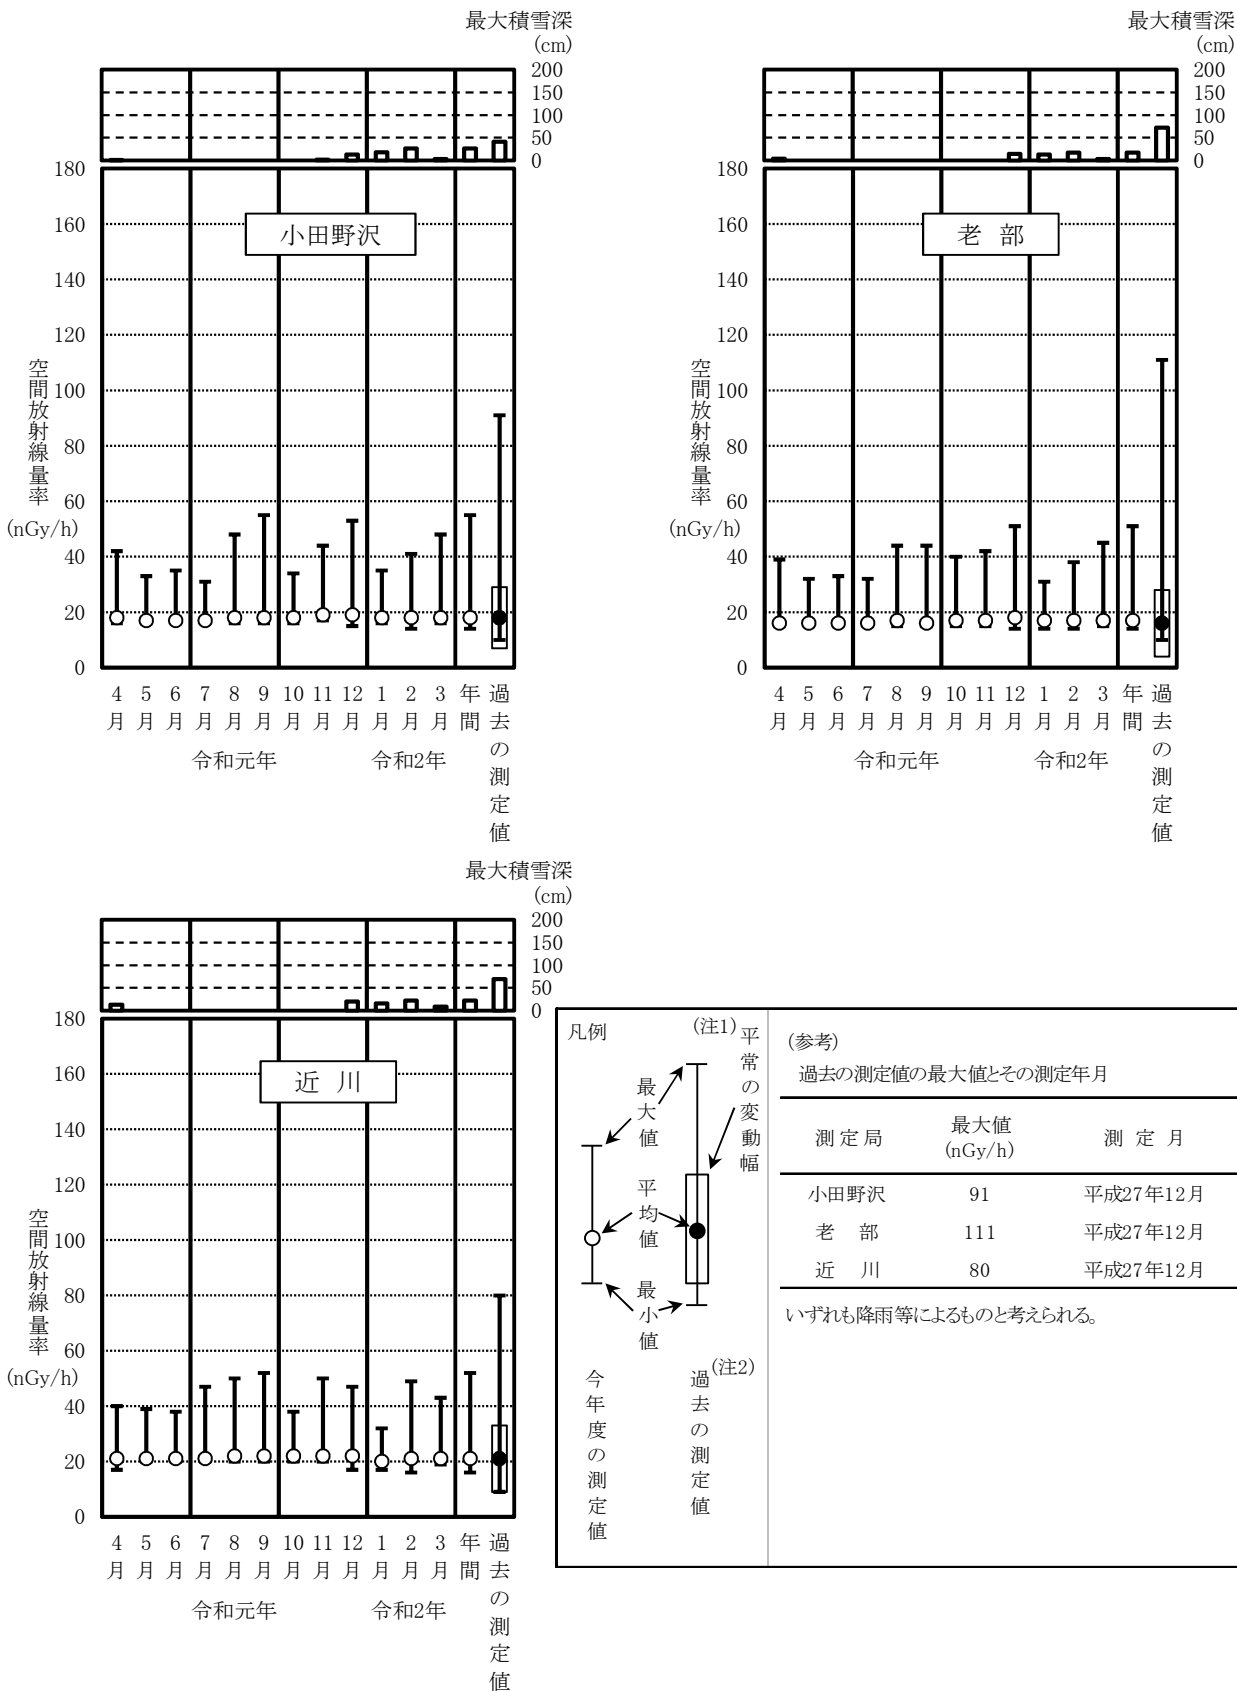 最大積雪深
(cm)
200
150
100
50
0
180
160
140
120
100
80
60
40
20
0
小田野沢
空間放射線量率
(nGy/h)
4月 5月 6月 7月 8月 9月 10月 11月 12月 1月 2月 3月 年間 過去の測定値
令和元年 令和2年
最大積雪深
(cm)
200
150
100
50
0
180
160
140
120
100
80
60
40
20
0
老 部
空間放射線量率
(nGy/h)
4月 5月 6月 7月 8月 9月 10月 11月 12月 1月 2月 3月 年間 過去の測定値
令和元年 令和2年
最大積雪深
(cm)
200
150
100
50
0
180
160
140
120
100
80
60
40
20
0
近 川
空間放射線量率
(nGy/h)
4月 5月 6月 7月 8月 9月 10月 11月 12月 1月 2月 3月 年間 過去の測定値
令和元年 令和2年
凡例
(注1)
平常の変動幅
最大値
平均値
最小値
今年度の測定値
過去の測定値
(注2)
(参考)
過去の測定値の最大値とその測定年月
測定局 最大値 (nGy/h) 測 定 月
小田野沢 91 平成27年12月
老 部 111 平成27年12月
近 川 80 平成27年12月
いずれも降雨等によるものと考えられる。